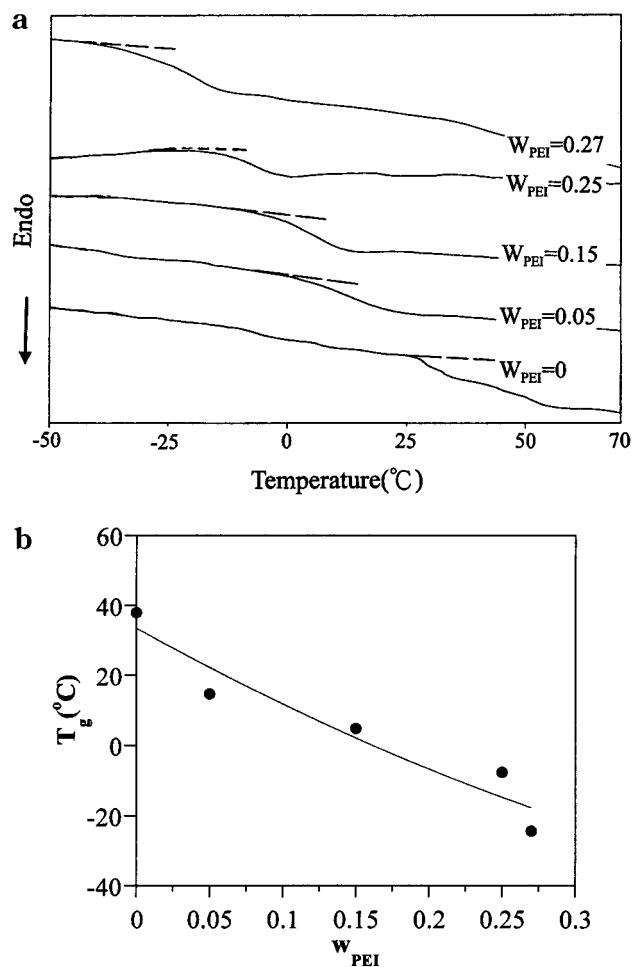 a
Endo
W_PEI=0.27
W_PEI=0.25
W_PEI=0.15
W_PEI=0.05
W_PEI=0
-50 -25 0 25 50 70
Temperature(℃)
b
T_g (°C)
60
40
20
0
-20
-40
0 0.05 0.1 0.15 0.2 0.25 0.3
w_PEI